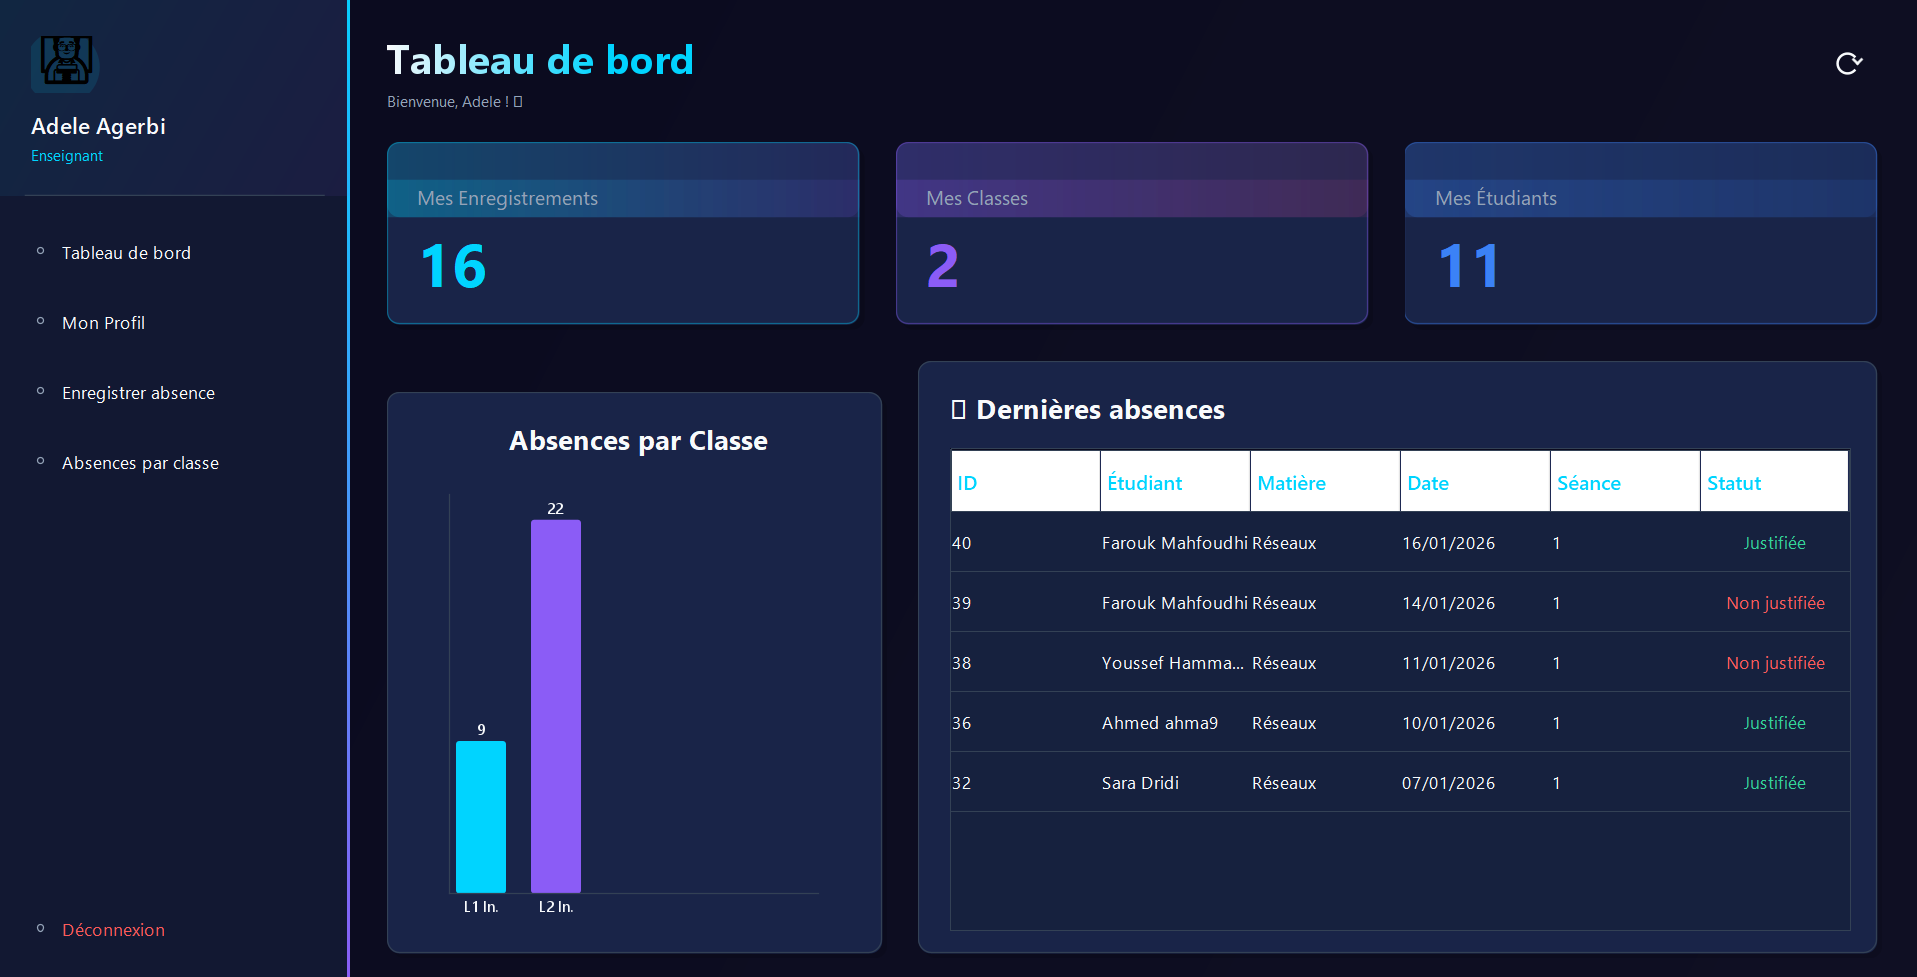 Adele Agerbi
Enseignant
Tableau de bord
Mon Profil
Enregistrer absence
Absences par classe
Déconnexion
Tableau de bord
Bienvenue, Adele !
Mes Enregistrements
16
Mes Classes
2
Mes Étudiants
11
Absences par Classe
22
9
L1 In. L2 In.
Dernières absences
ID Étudiant Matière Date Séance Statut
40 Farouk Mahfoudhi Réseaux 16/01/2026 1 Justifiée
39 Farouk Mahfoudhi Réseaux 14/01/2026 1 Non justifiée
38 Youssef Hamma... Réseaux 11/01/2026 1 Non justifiée
36 Ahmed ahma9 Réseaux 10/01/2026 1 Justifiée
32 Sara Dridi Réseaux 07/01/2026 1 Justifiée